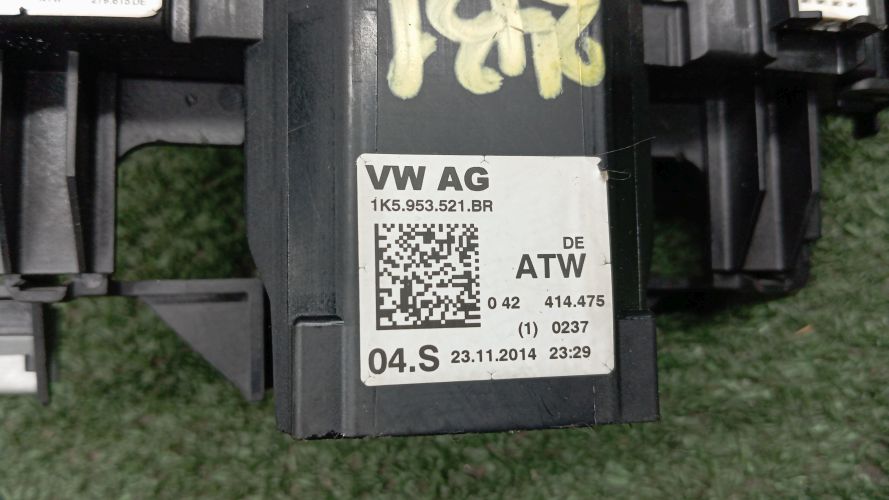 VW AG
1K5.953.521.BR
DE
ATW
0 42 414.475
(1) 0237
04.S 23.11.2014 23:29